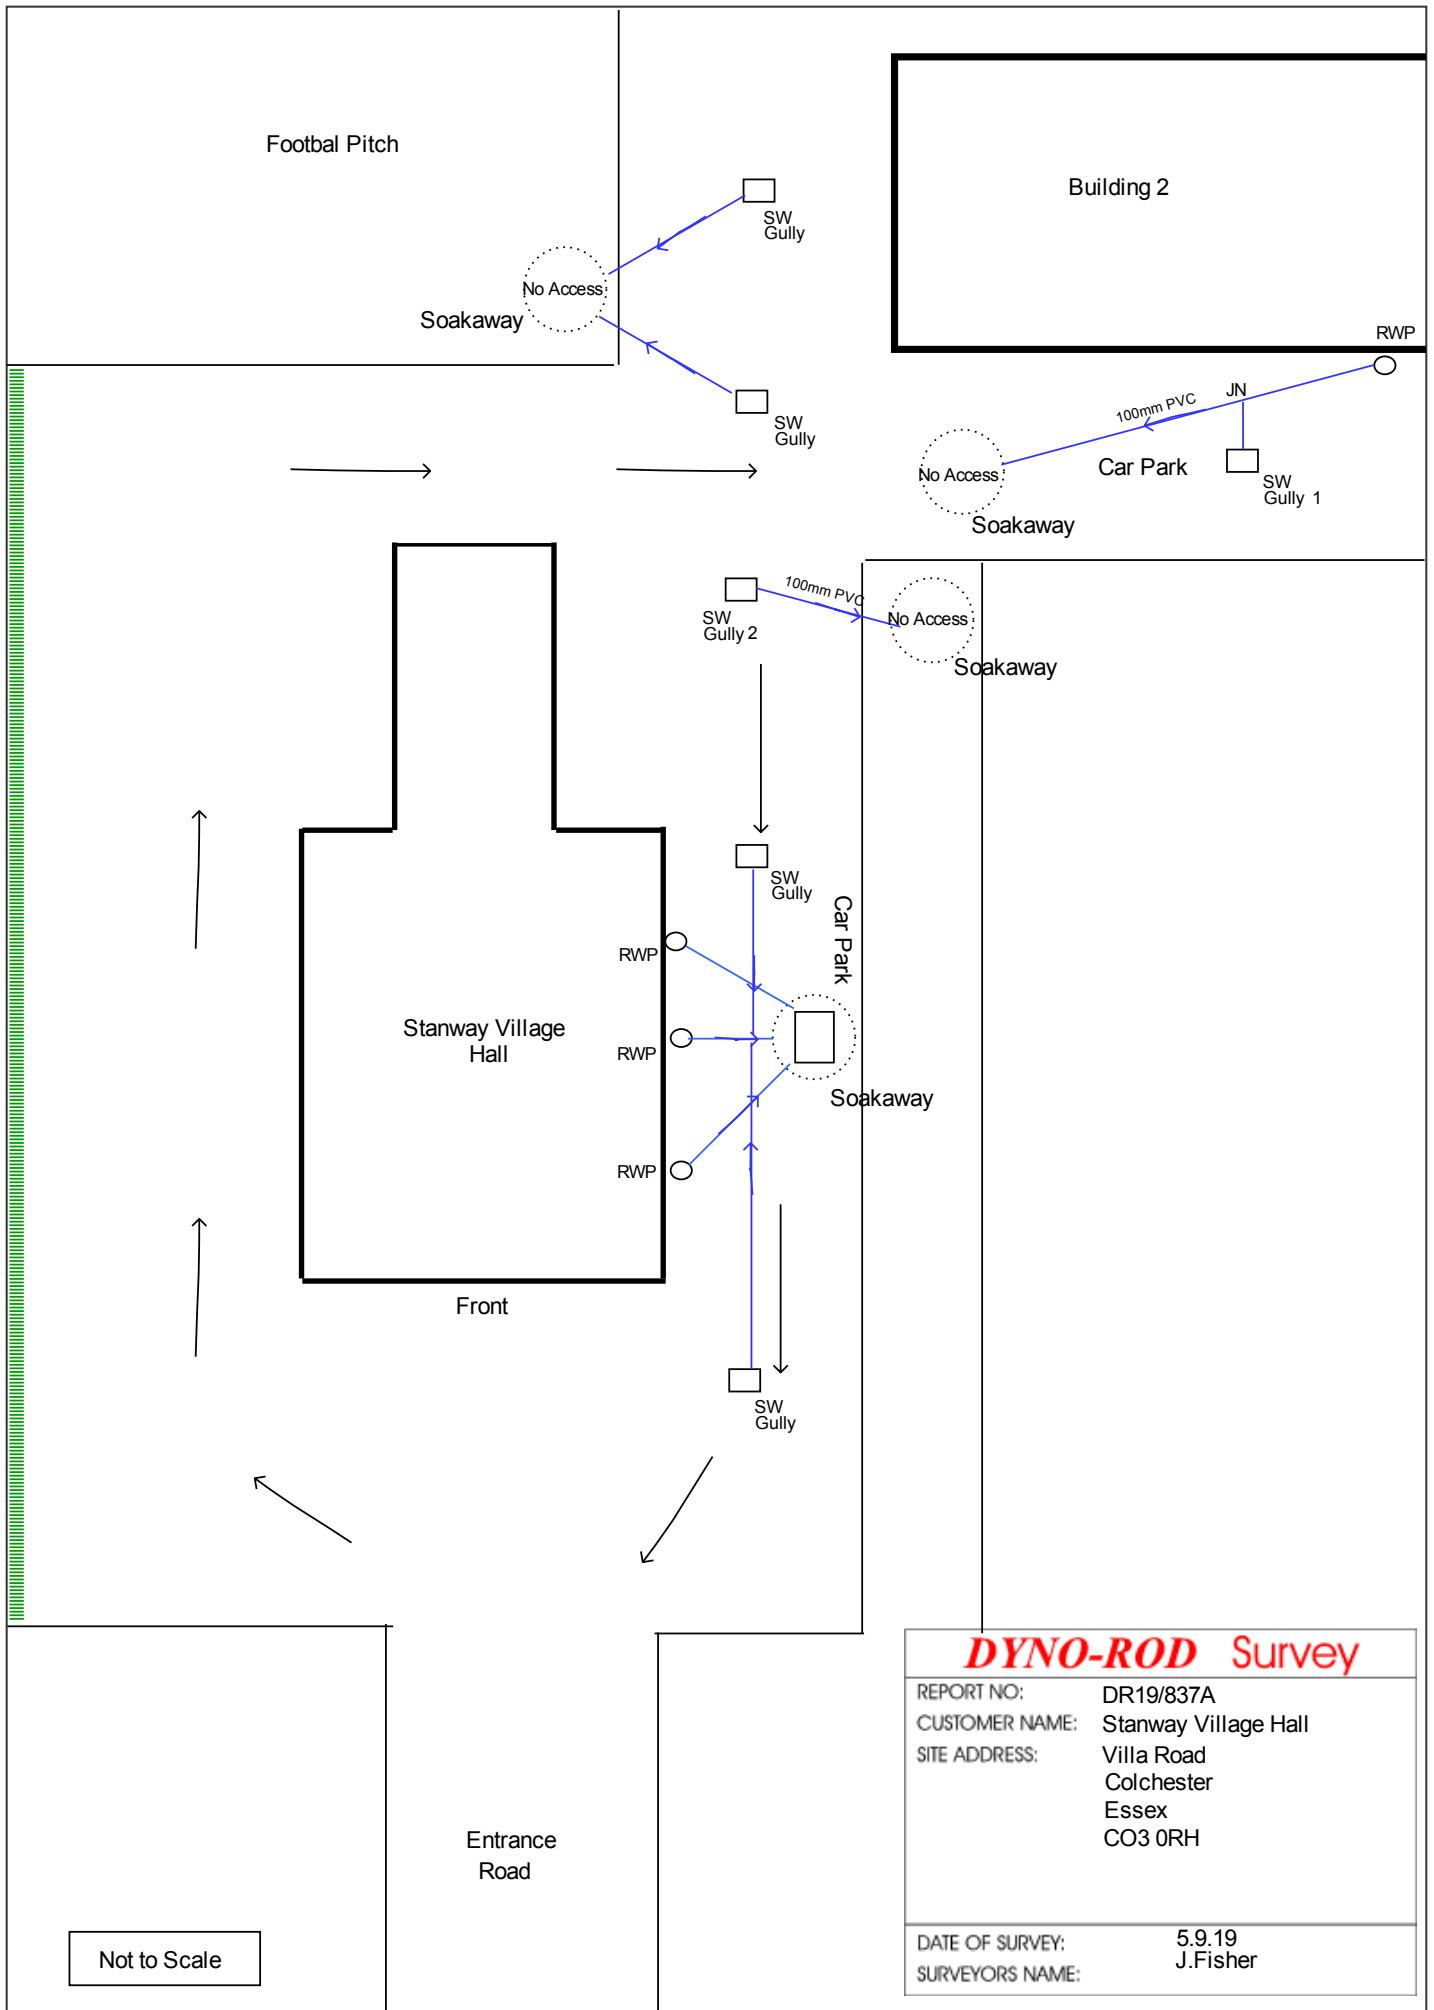 Footbal Pitch
Building 2
SW
Gully
No Access
Soakaway
RWP
SW
Gully
JN
100mm PVC
Car Park
No Access
SW
Gully 1
Soakaway
100mm PVC
SW
Gully 2
No Access
Soakaway
SW
Gully
Car Park
RWP
Stanway Village
Hall
RWP
Soakaway
RWP
Front
SW
Gully
DYNO-ROD Survey
REPORT NO: DR19/837A
CUSTOMER NAME: Stanway Village Hall
SITE ADDRESS: Villa Road
Colchester
Essex
CO3 0RH
Entrance
Road
DATE OF SURVEY: 5.9.19
SURVEYORS NAME: J.Fisher
Not to Scale